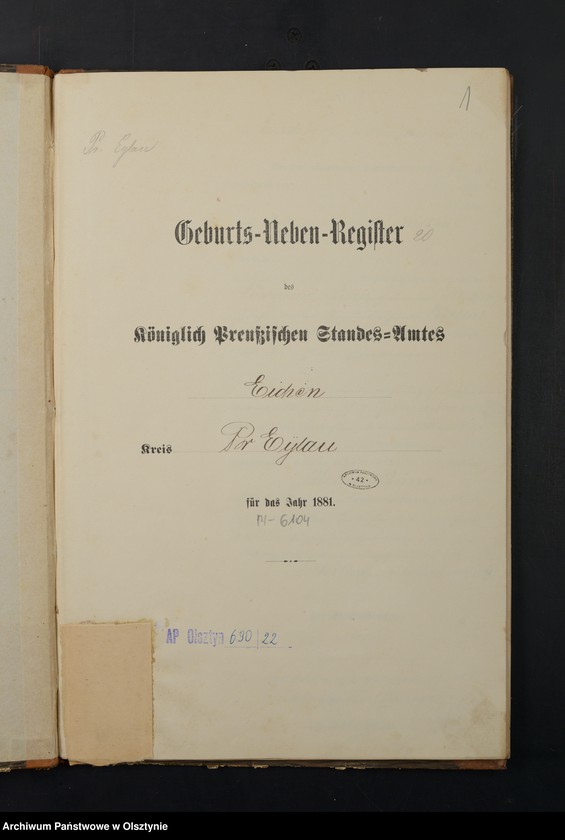 1
Pr. Eylau
Geburts-Neben-Register 20
des
Königlich Preußischen Standes-Amtes
Eichen
Kreis Pr Eylau
42
für das Jahr 1881.
M-6104
AP Olsztyn 630/22
Archiwum Państwowe w Olsztynie